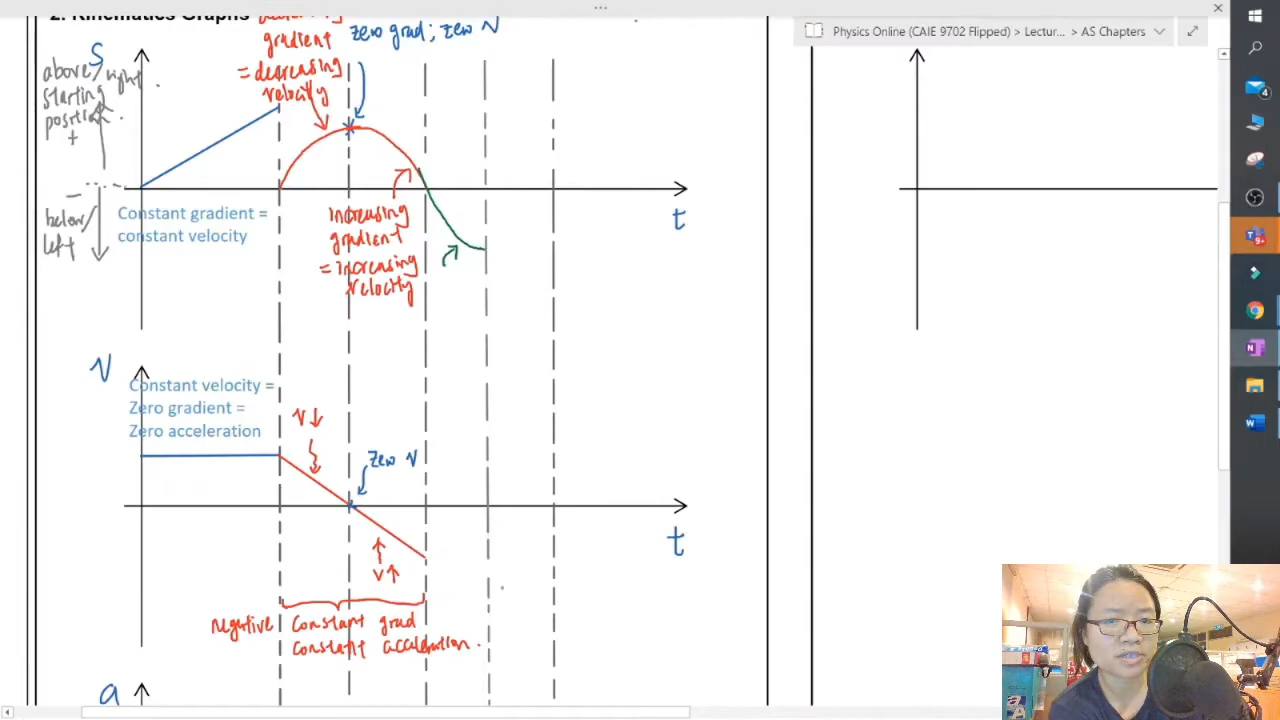 2. Kinematics Graphs
gradient
= decreasing
velocity
zero grad; zero V
S
above/right
starting
position.
+
-
below/
left
Constant gradient =
constant velocity
increasing
gradient
= increasing
velocity
t
V
Constant velocity =
Zero gradient =
Zero acceleration
V↓
zero V
V↑
t
negative constant grad
constant acceleration.
a
Physics Online (CAIE 9702 Flipped) > Lectur... > AS Chapters
4
9+